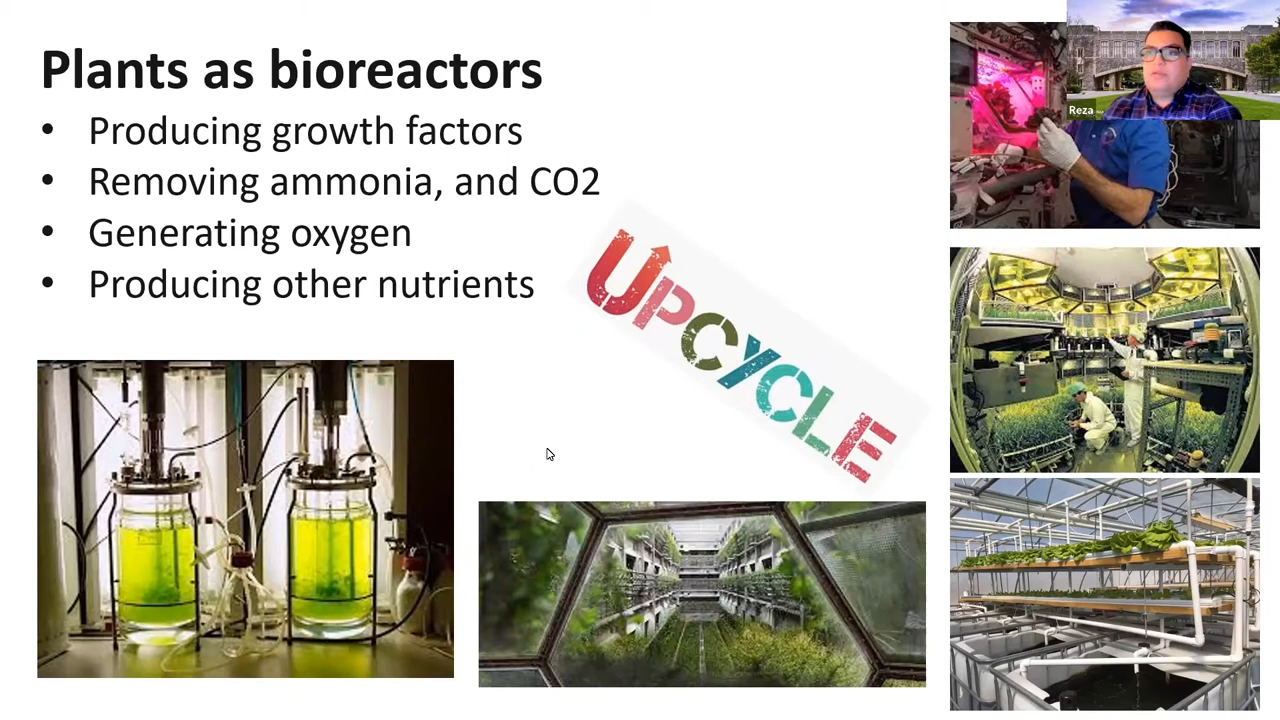 Plants as bioreactors
• Producing growth factors
• Removing ammonia, and CO2
• Generating oxygen
• Producing other nutrients
UPCYCLE
Reza